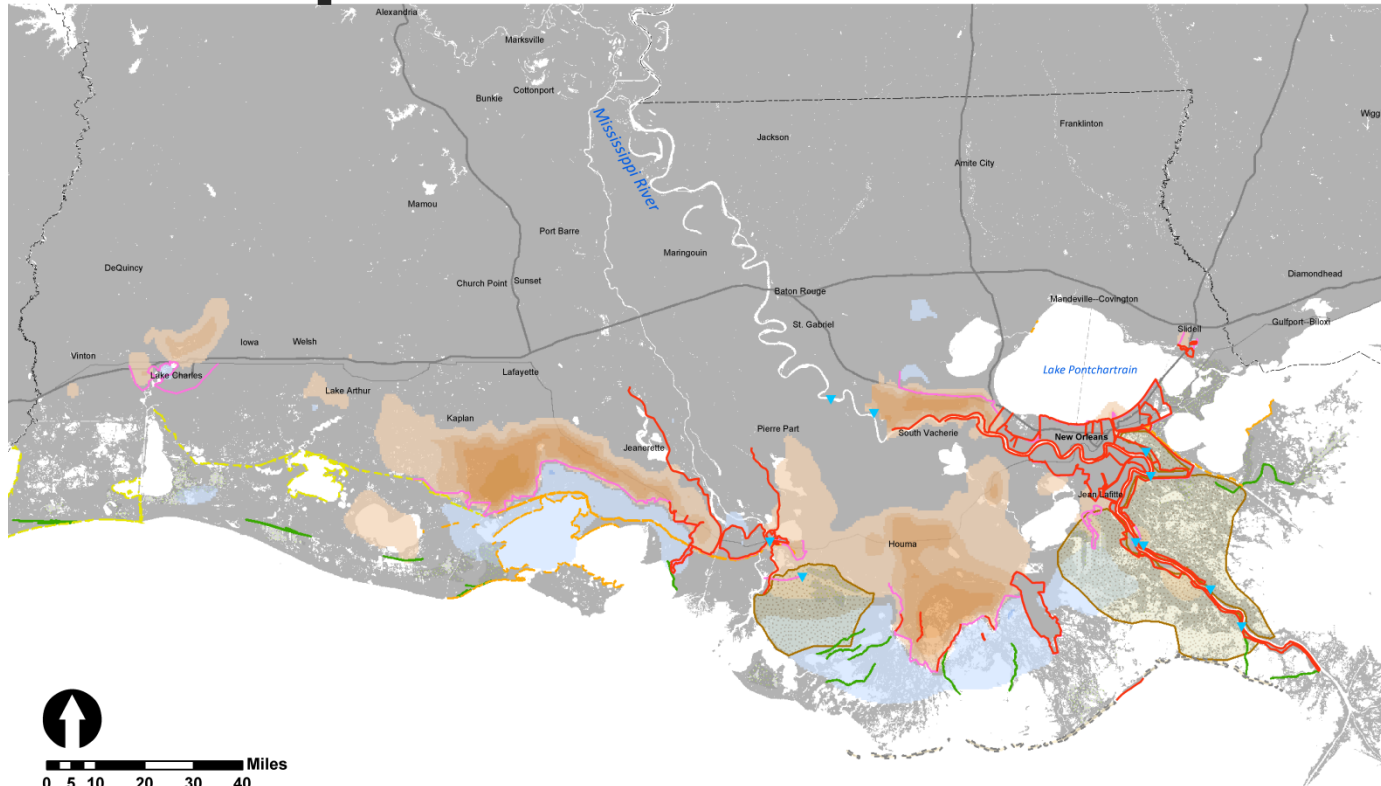 Alexandria
Marksville
Cottonport
Bunkie
Mississippi River
Jackson
Franklinton
Wigg
Amite City
Mamou
Port Barre
Maringouin
DeQuincy
Church Point
Sunset
Baton Rouge
Diamondhead
Mandeville--Covington
St. Gabriel
Gulfport--Biloxi
Slidell
Iowa
Welsh
Vinton
Lake Charles
Lafayette
Lake Pontchartrain
Lake Arthur
Kaplan
Pierre Part
South Vacherie
New Orleans
Jeanerette
Jean Lafitte
Houma
Miles
0 5 10 20 30 40